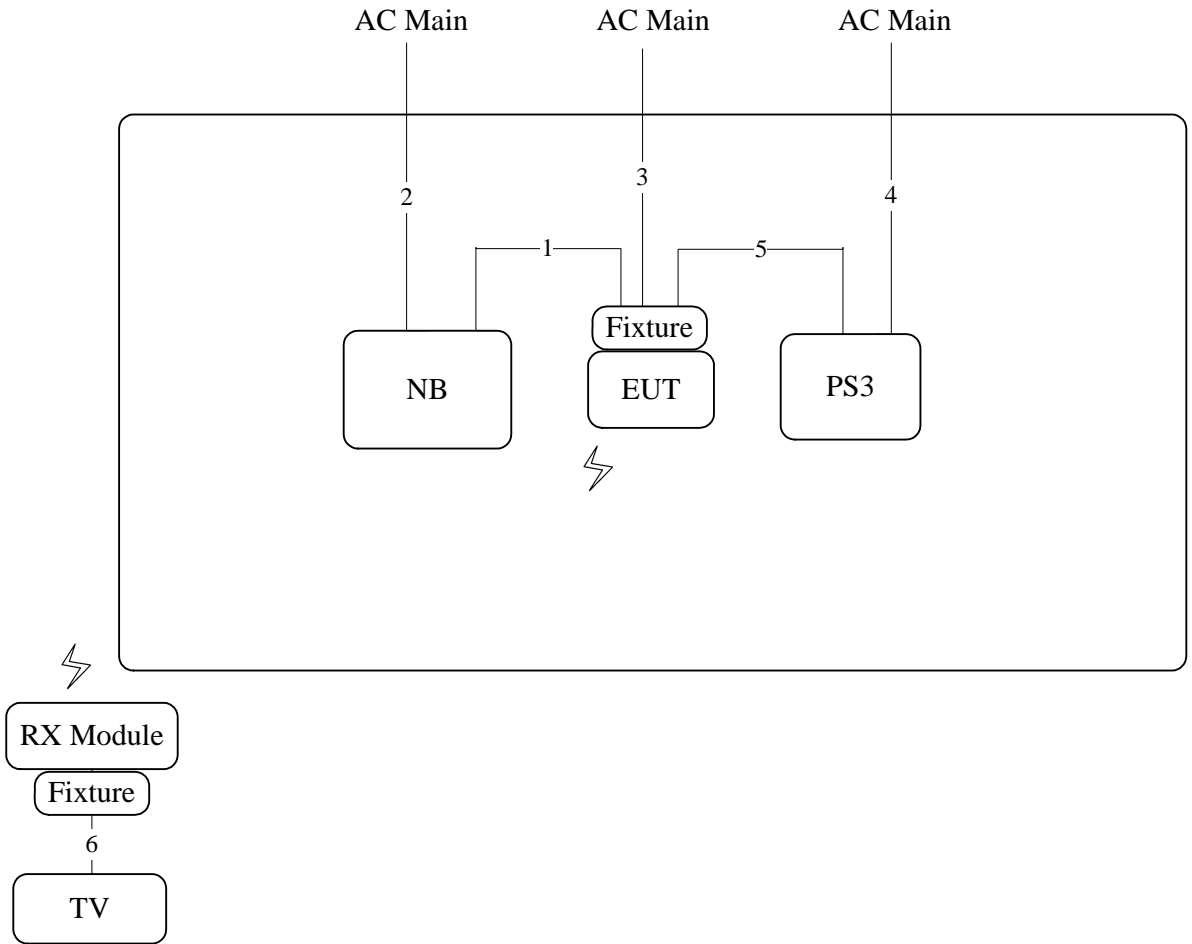 AC Main
AC Main
AC Main
2
3
4
1
5
Fixture
NB
EUT
PS3
RX Module
Fixture
6
TV